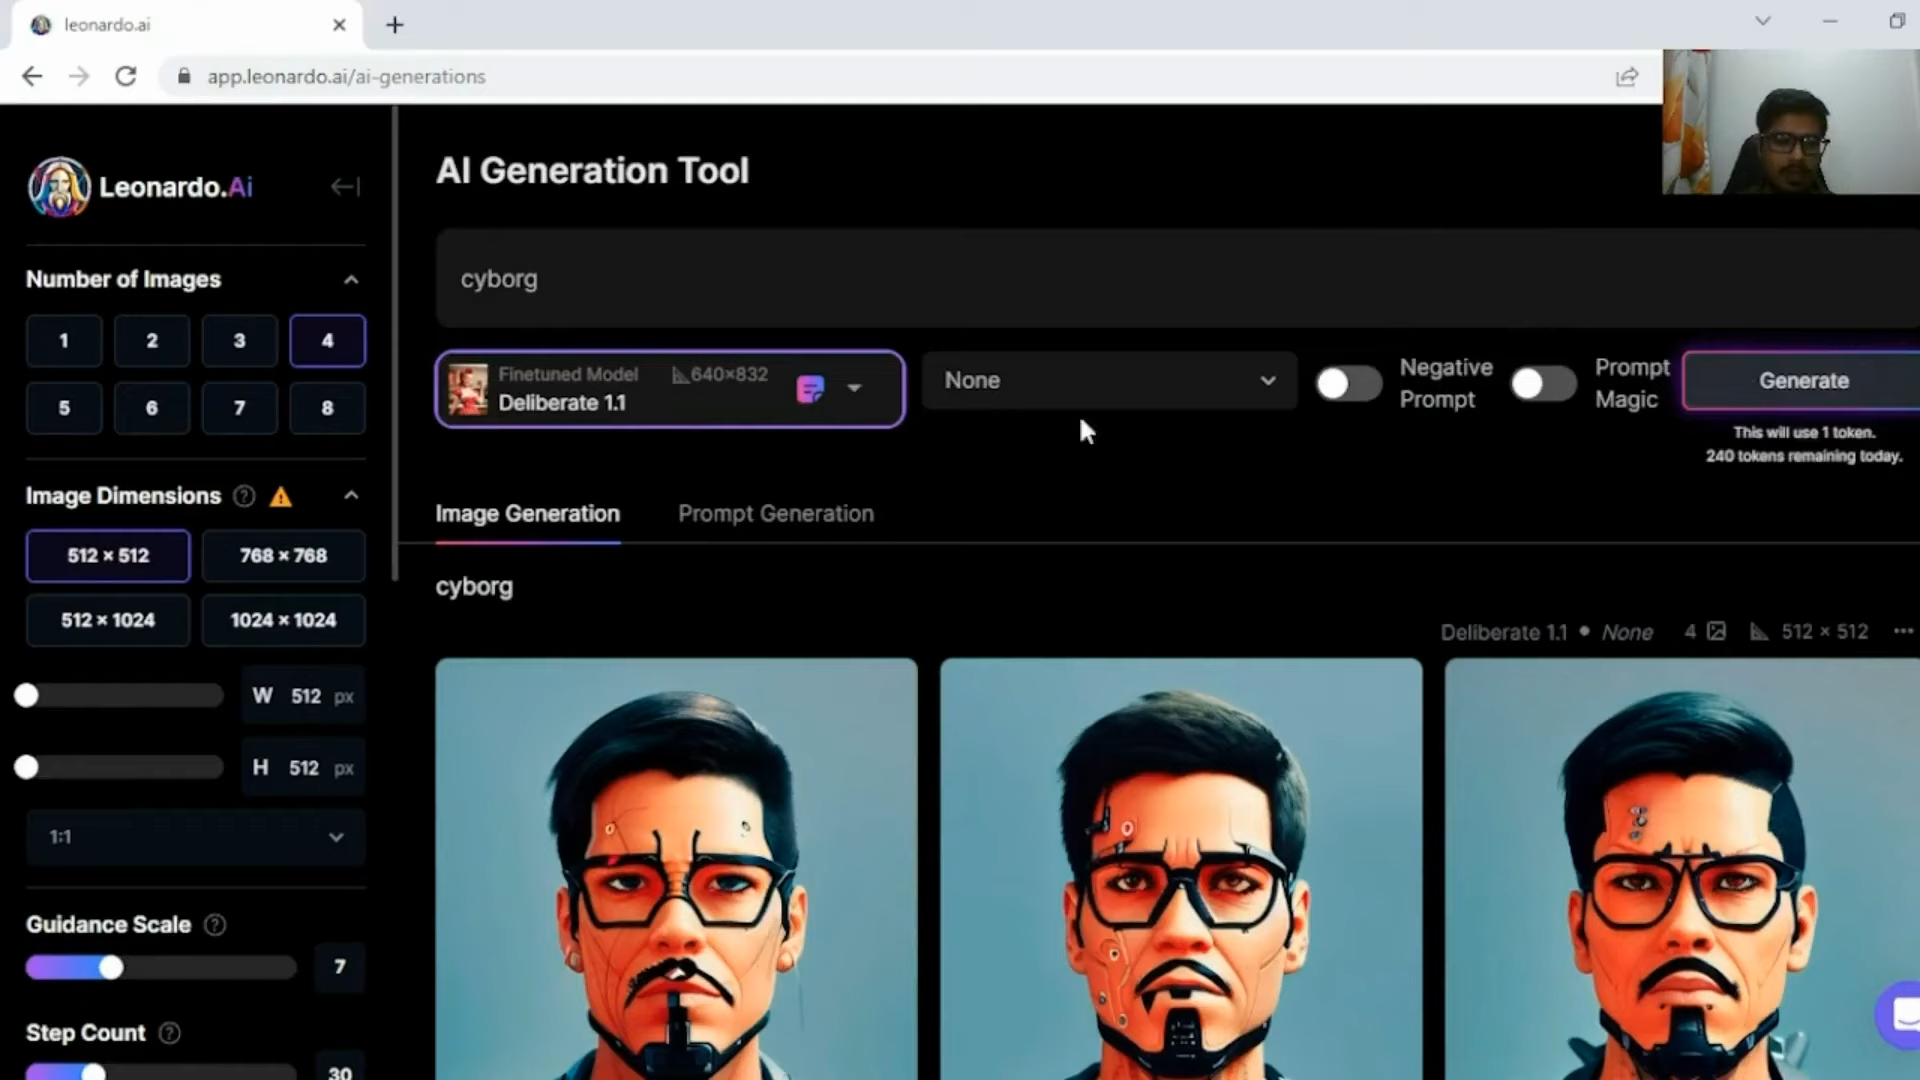 leonardo.ai
app.leonardo.ai/ai-generations
Leonardo.Ai
Number of Images
1 2 3 4
5 6 7 8
Image Dimensions
512 × 512 768 × 768
512 × 1024 1024 × 1024
W 512 px
H 512 px
1:1
Guidance Scale
7
Step Count
30
AI Generation Tool
cyborg
Finetuned Model 640×832
Deliberate 1.1
None
Negative
Prompt
Prompt
Magic
Generate
This will use 1 token.
240 tokens remaining today.
Image Generation Prompt Generation
cyborg
Deliberate 1.1 • None 4 512 × 512